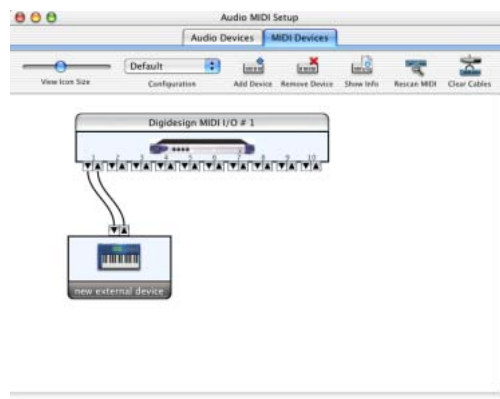 Audio MIDI Setup
Audio Devices MIDI Devices
Default
View Icon Size Configuration Add Device Remove Device Show Info Rescan MIDI Clear Cables
Digidesign MIDI I/O # 1
1 2 3 4 5 6 7 8 9 10
new external device